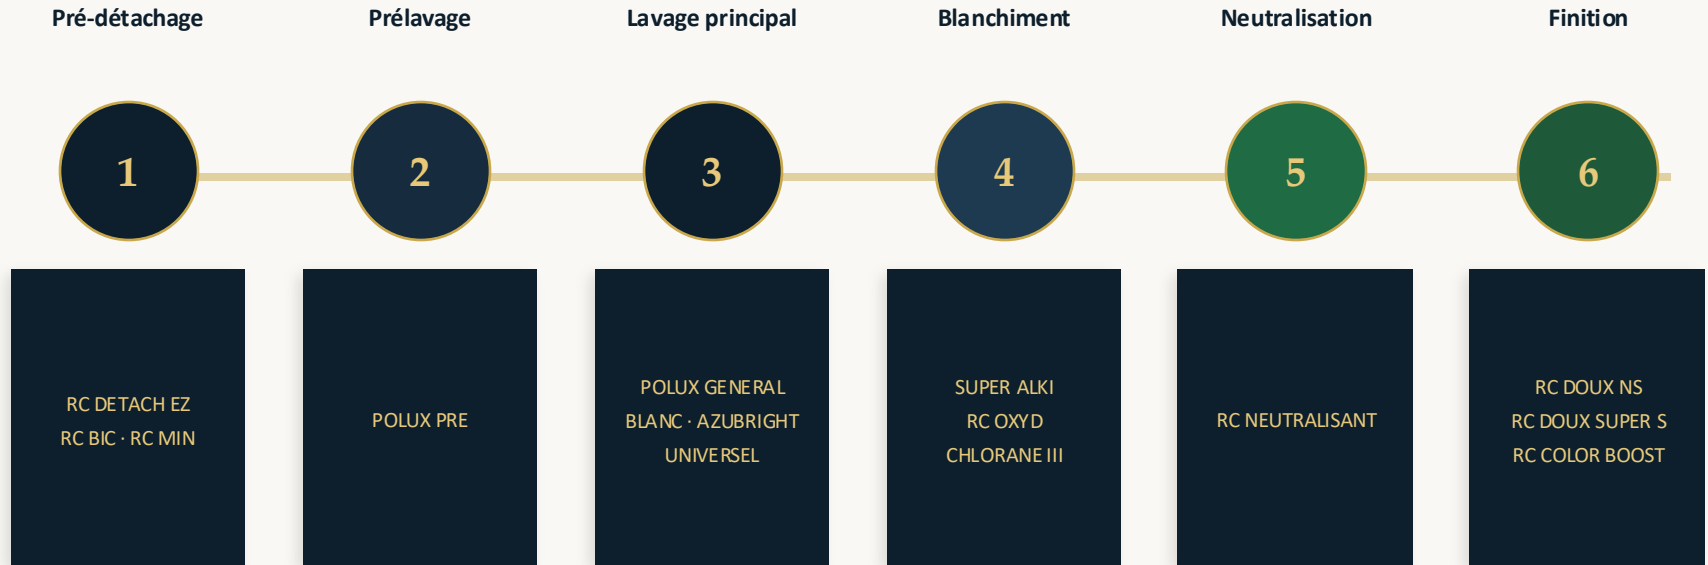 Pré-détachage
Prélavage
Lavage principal
Blanchiment
Neutralisation
Finition
1
2
3
4
5
6
RC DETACH EZ
RC BIC · RC MIN
POLUX PRE
POLUX GENERAL
BLANC · AZUBRIGHT
UNIVERSEL
SUPER ALKI
RC OXYD
CHLORANE III
RC NEUTRALISANT
RC DOUX NS
RC DOUX SUPER S
RC COLOR BOOST